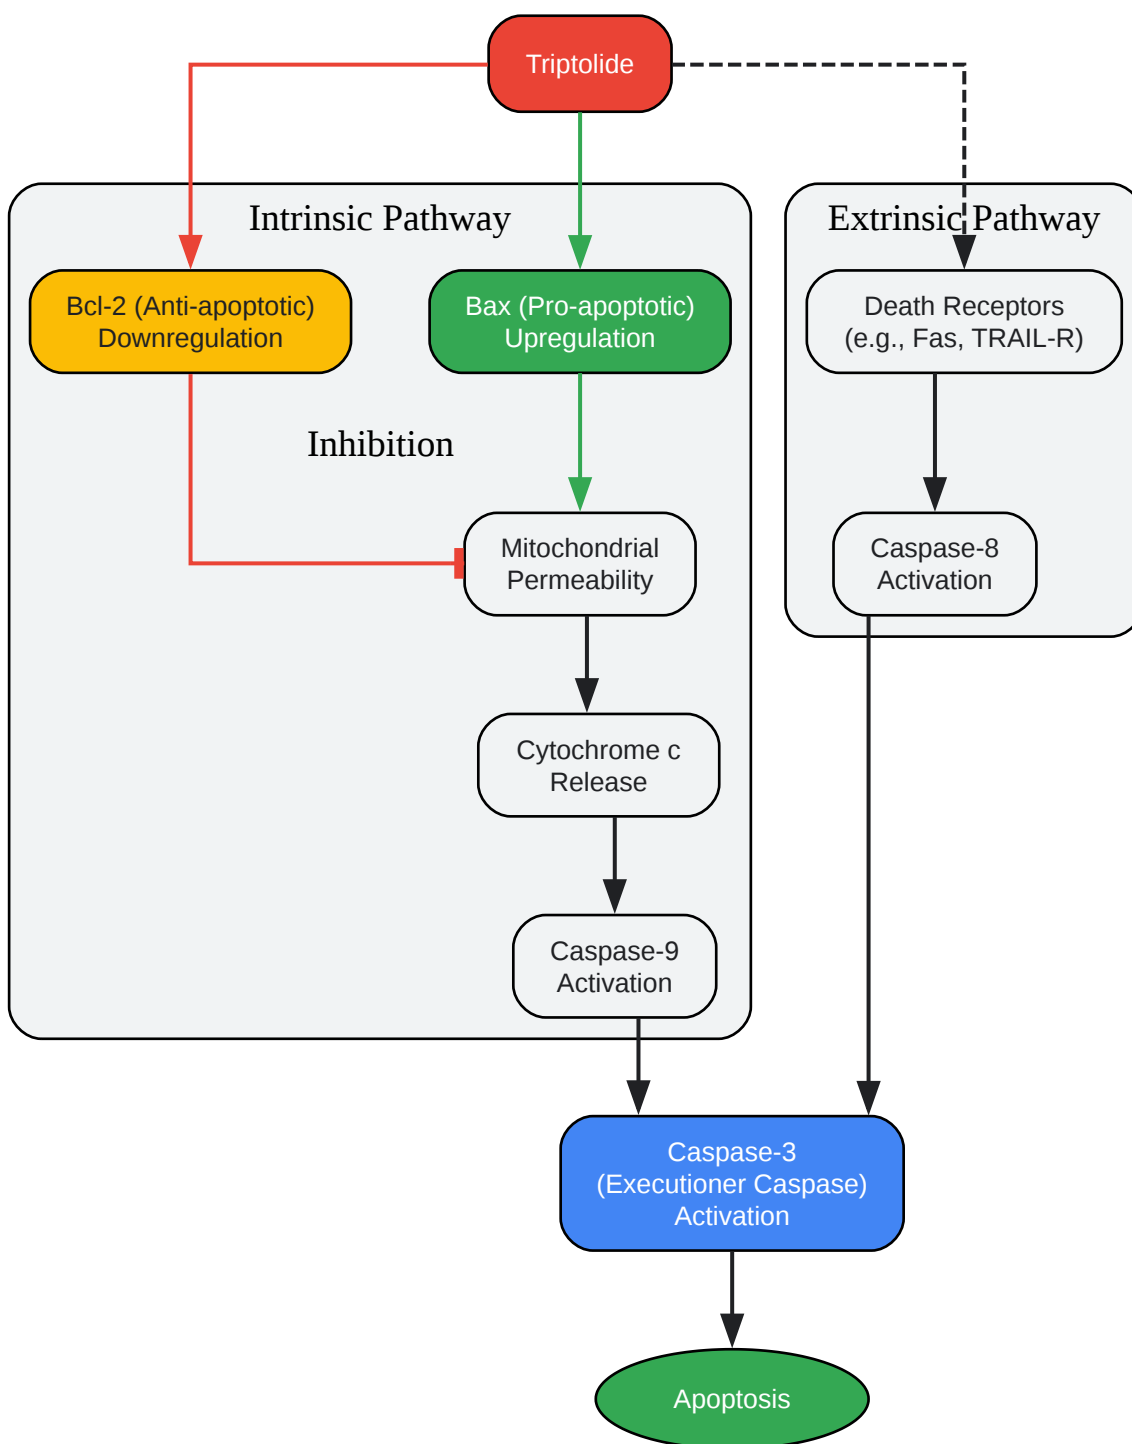 Triptolide
Intrinsic Pathway
Extrinsic Pathway
Bcl-2 (Anti-apoptotic)
Downregulation
Bax (Pro-apoptotic)
Upregulation
Death Receptors
(e.g., Fas, TRAIL-R)
Inhibition
Mitochondrial
Permeability
Caspase-8
Activation
Cytochrome c
Release
Caspase-9
Activation
Caspase-3
(Executioner Caspase)
Activation
Apoptosis